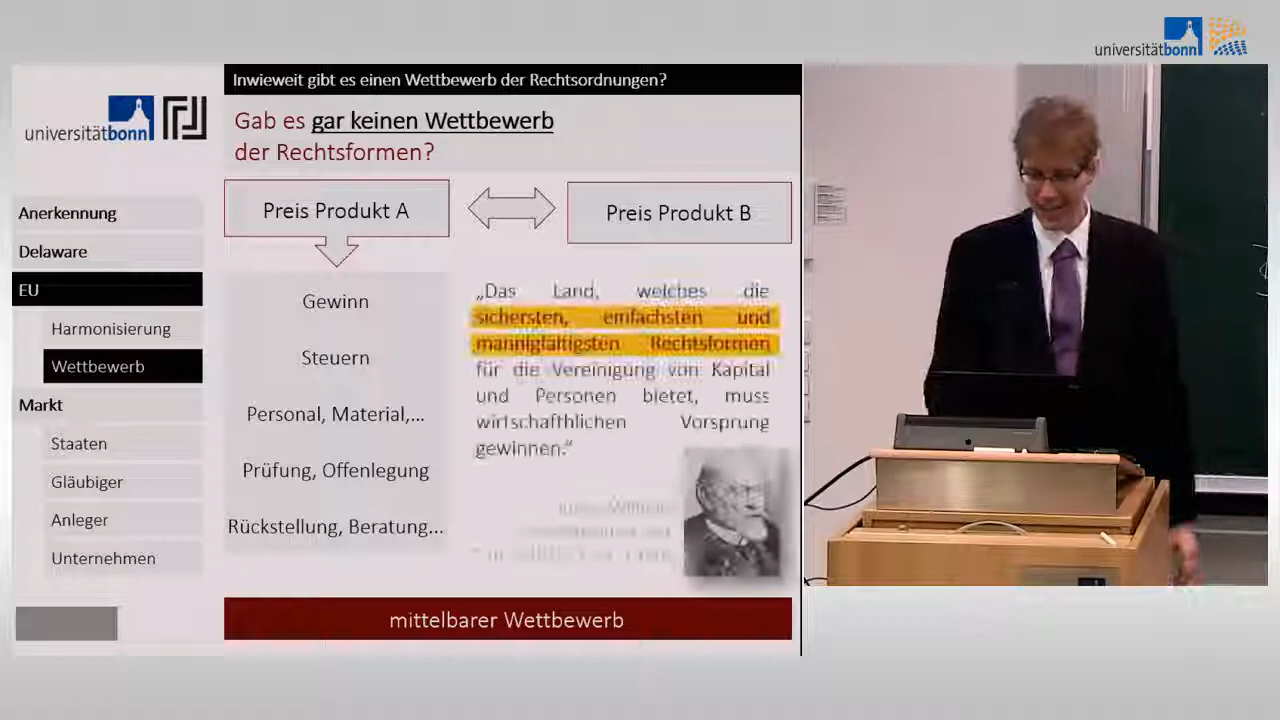 universitätbonn
Inwieweit gibt es einen Wettbewerb der Rechtsordnungen?
universitätbonn
Gab es gar keinen Wettbewerb
der Rechtsformen?
Anerkennung
Delaware
EU
Harmonisierung
Wettbewerb
Markt
Staaten
Gläubiger
Anleger
Unternehmen
Preis Produkt A
Preis Produkt B
Gewinn
Steuern
Personal, Material,...
Prüfung, Offenlegung
Rückstellung, Beratung...
„Das Land, welches die
sichersten, einfachsten und
mannigfaltigsten Rechtsformen
für die Vereinigung von Kapital
und Personen bietet, muss
wirtschafthlichen Vorsprung
gewinnen.“
mittelbarer Wettbewerb